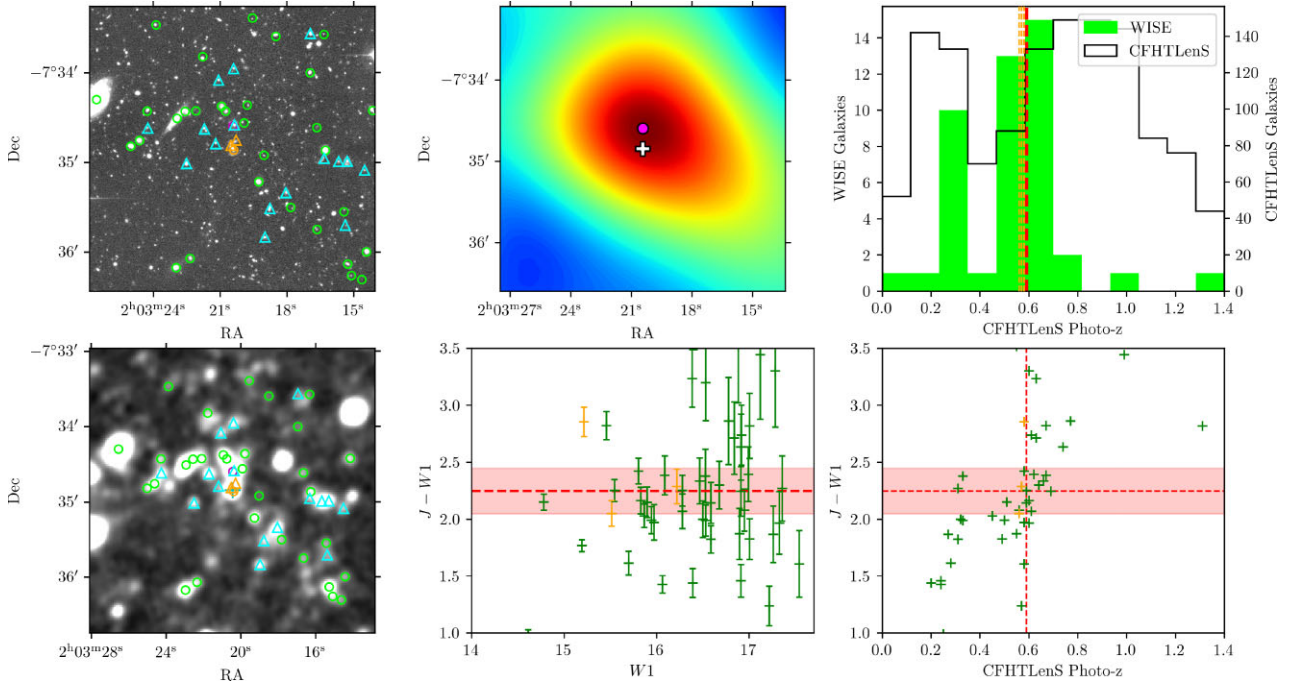 −7°34′
35′
36′
Dec
2ʰ03ᵐ24ˢ 21ˢ 18ˢ 15ˢ
RA
−7°34′
35′
36′
Dec
2ʰ03ᵐ27ˢ 24ˢ 21ˢ 18ˢ 15ˢ
RA
WISE
CFHTLenS
14
12
10
8
6
4
2
0
WISE Galaxies
140
120
100
80
60
40
20
0
CFHTLenS Galaxies
0.0 0.2 0.4 0.6 0.8 1.0 1.2 1.4
CFHTLenS Photo-z
−7°33′
34′
35′
36′
Dec
2ʰ03ᵐ28ˢ 24ˢ 20ˢ 16ˢ
RA
3.5
3.0
2.5
2.0
1.5
1.0
J − W1
14 15 16 17
W1
3.5
3.0
2.5
2.0
1.5
1.0
J − W1
0.0 0.2 0.4 0.6 0.8 1.0 1.2 1.4
CFHTLenS Photo-z